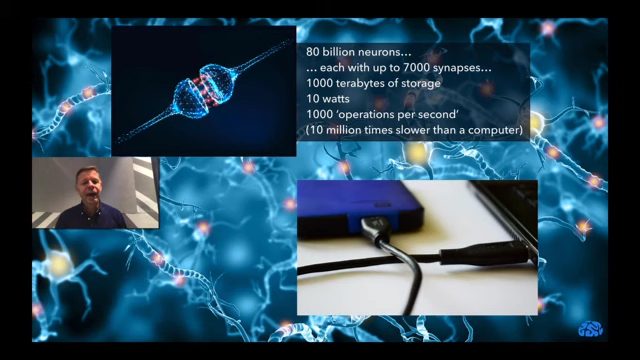 80 billion neurons…
… each with up to 7000 synapses…
1000 terabytes of storage
10 watts
1000 ‘operations per second’
(10 million times slower than a computer)